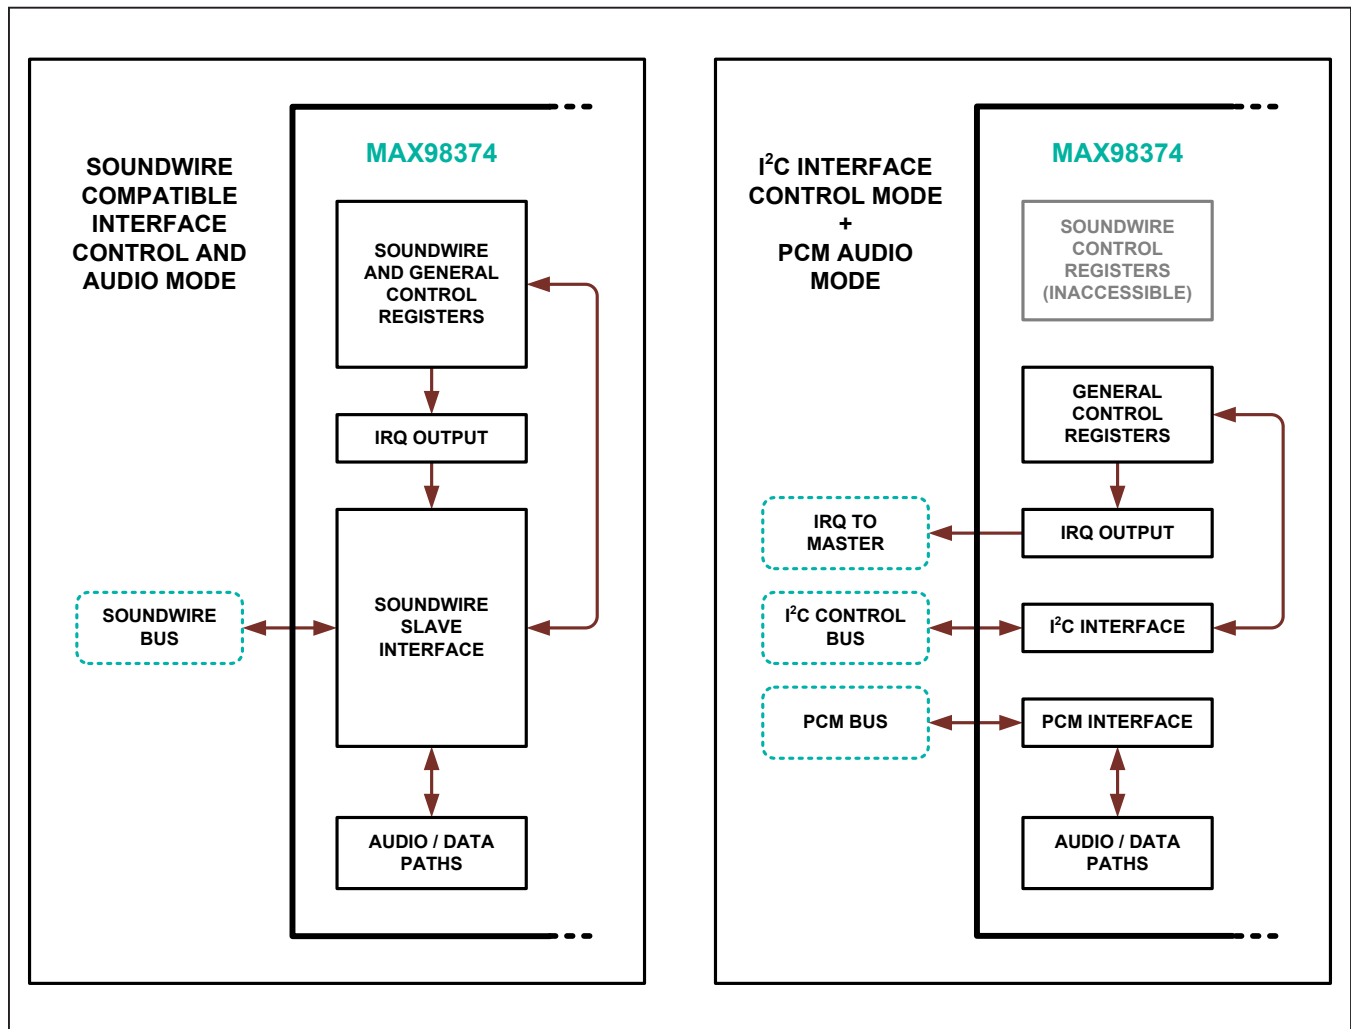 SOUNDWIRE
COMPATIBLE
INTERFACE
CONTROL AND
AUDIO MODE
MAX98374
SOUNDWIRE
AND GENERAL
CONTROL
REGISTERS
IRQ OUTPUT
SOUNDWIRE
SLAVE
INTERFACE
SOUNDWIRE
BUS
AUDIO / DATA
PATHS
I²C INTERFACE
CONTROL MODE
+
PCM AUDIO
MODE
MAX98374
SOUNDWIRE
CONTROL
REGISTERS
(INACCESSIBLE)
GENERAL
CONTROL
REGISTERS
IRQ TO
MASTER
IRQ OUTPUT
I²C CONTROL
BUS
I²C INTERFACE
PCM BUS
PCM INTERFACE
AUDIO / DATA
PATHS